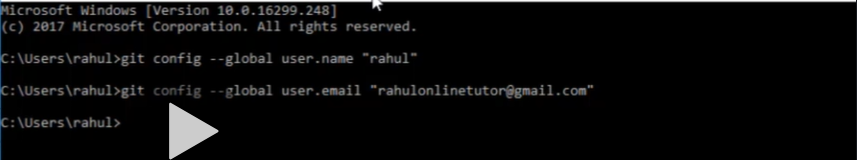 Microsoft Windows [Version 10.0.16299.248]
(c) 2017 Microsoft Corporation. All rights reserved.
C:\Users\rahul>git config --global user.name "rahul"
C:\Users\rahul>git config --global user.email "rahulonlinetutor@gmail.com"
C:\Users\rahul>